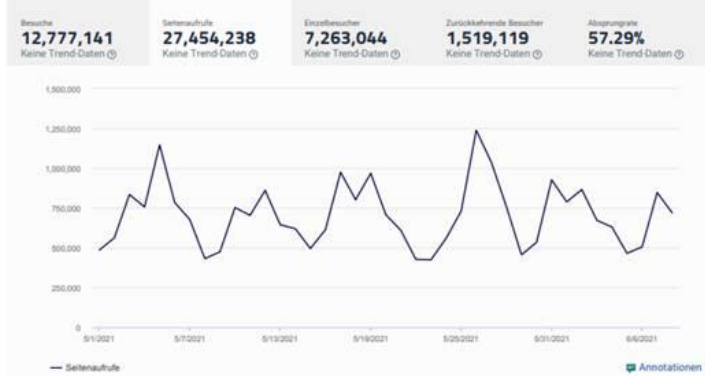 Besuche
12,777,141
Keine Trend-Daten
Seitenaufrufe
27,454,238
Keine Trend-Daten
Einzelbesucher
7,263,044
Keine Trend-Daten
Zurückkehrende Besucher
1,519,119
Keine Trend-Daten
Absprungrate
57.29%
Keine Trend-Daten
1,500,000
1,250,000
1,000,000
750,000
500,000
250,000
0
5/1/2021
5/7/2021
5/13/2021
5/19/2021
5/25/2021
5/31/2021
6/6/2021
Seitenaufrufe
Annotationen